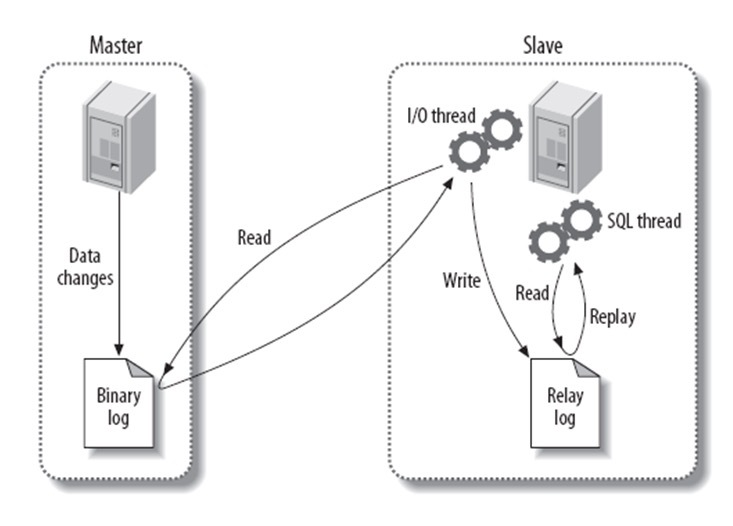 Master
Slave
I/O thread
SQL thread
Read
Data
changes
Write
Read
Replay
Binary
log
Relay
log